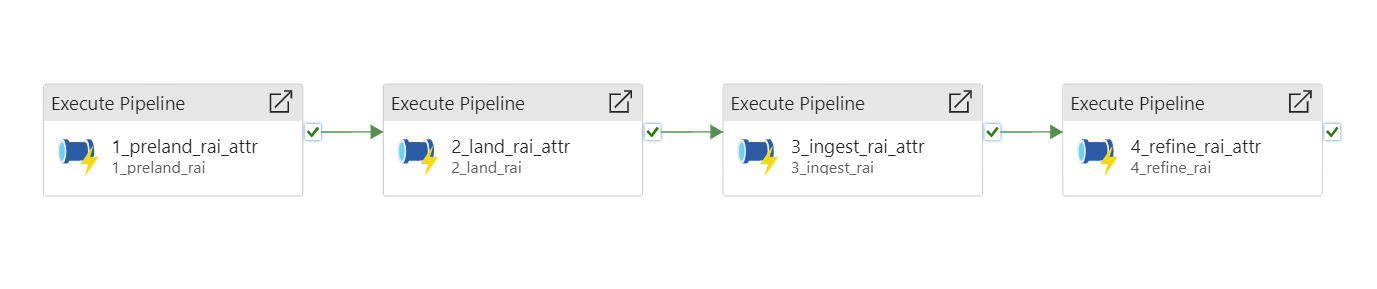 Execute Pipeline
1_preland_rai_attr
1_preland_rai
Execute Pipeline
2_land_rai_attr
2_land_rai
Execute Pipeline
3_ingest_rai_attr
3_ingest_rai
Execute Pipeline
4_refine_rai_attr
4_refine_rai